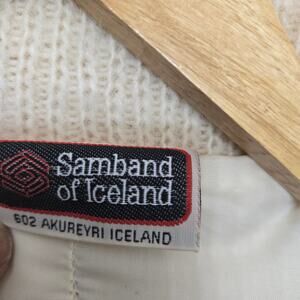 Samband
of Iceland
602 AKUREYRI ICELAND